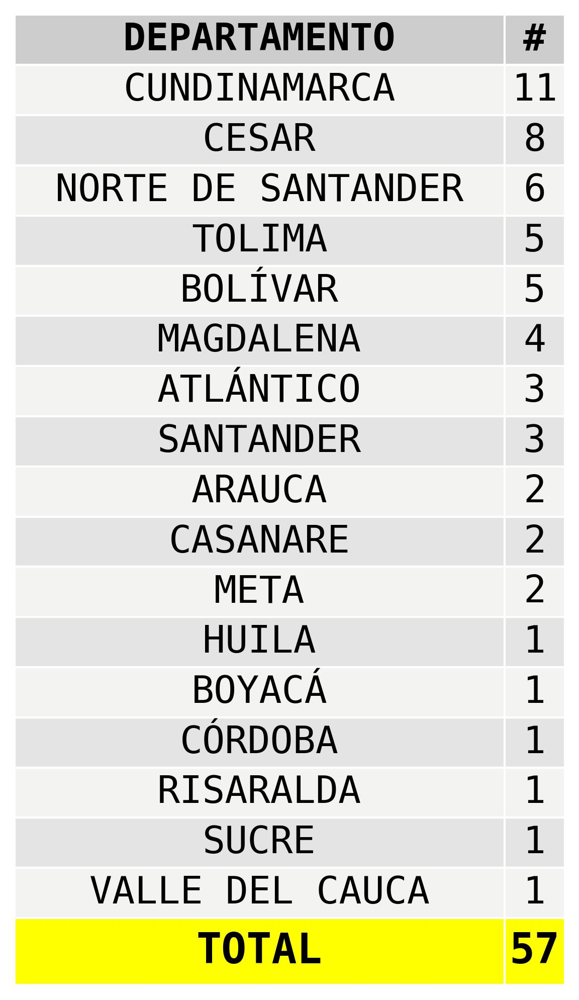 DEPARTAMENTO #
CUNDINAMARCA 11
CESAR 8
NORTE DE SANTANDER 6
TOLIMA 5
BOLÍVAR 5
MAGDALENA 4
ATLÁNTICO 3
SANTANDER 3
ARAUCA 2
CASANARE 2
META 2
HUILA 1
BOYACÁ 1
CÓRDOBA 1
RISARALDA 1
SUCRE 1
VALLE DEL CAUCA 1
TOTAL 57